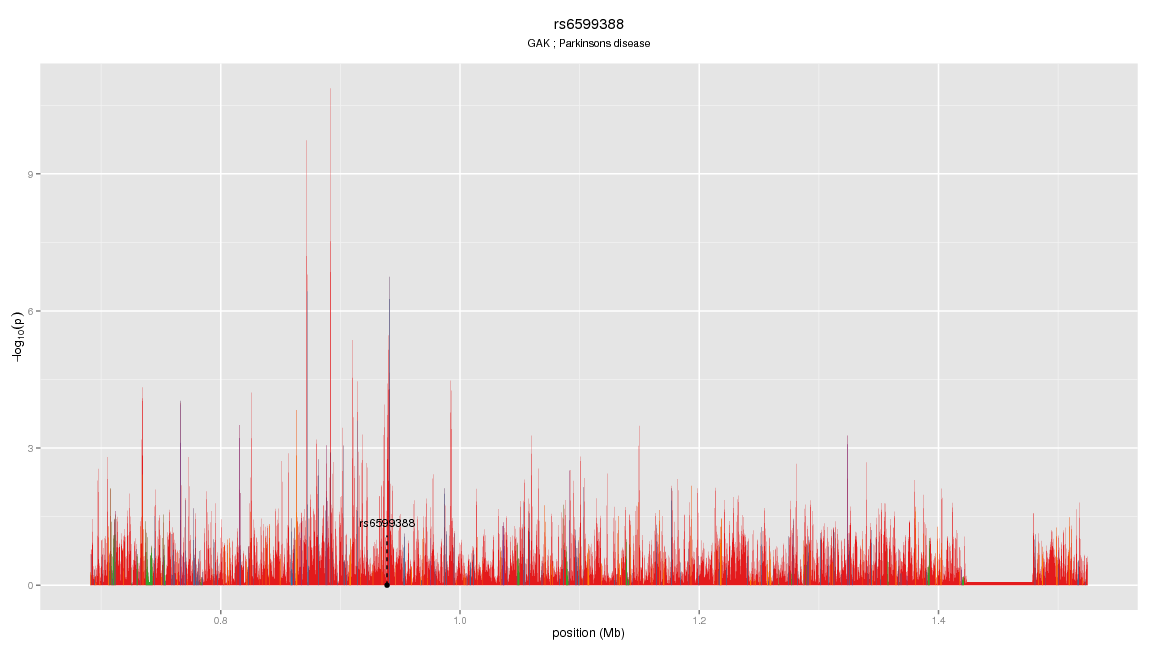 rs6599388
GAK ; Parkinsons disease
9
6
3
0
−log10(p)
rs6599388
0.8 1.0 1.2 1.4
position (Mb)